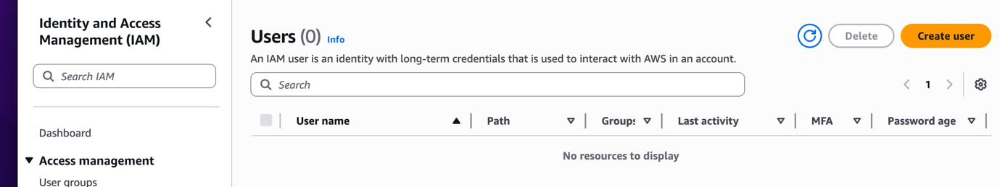 Identity and Access
Management (IAM)
Search IAM
Dashboard
Access management
User groups
Users (0) Info
Delete
Create user
An IAM user is an identity with long-term credentials that is used to interact with AWS in an account.
Search
1
User name Path Groups Last activity MFA Password age
No resources to display